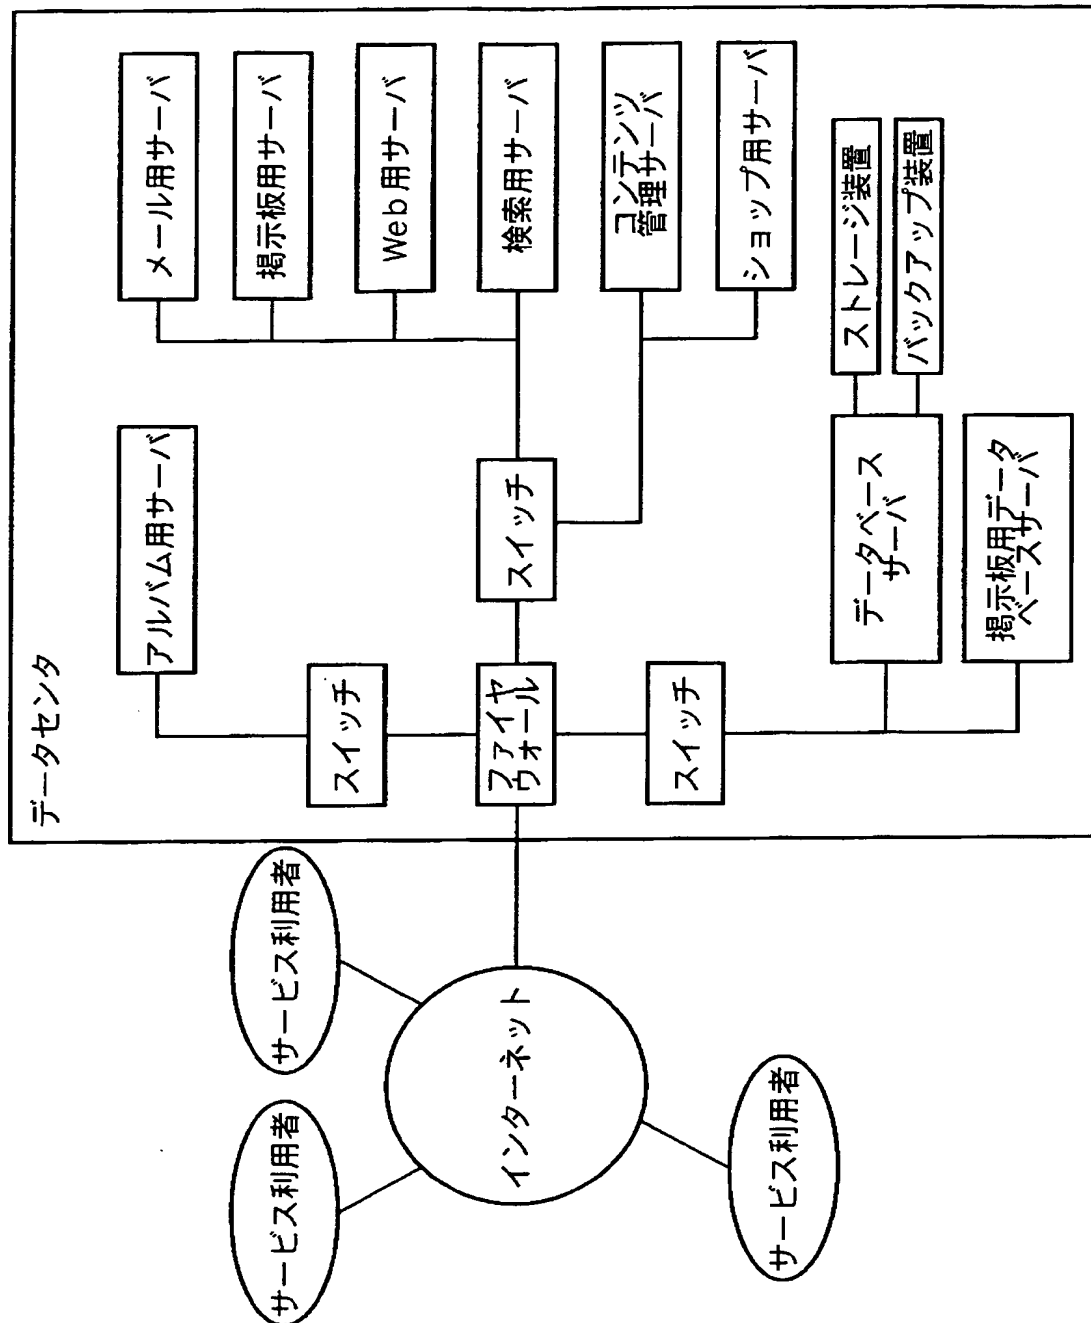 データセンタ
アルバム用サーバ
メール用サーバ
掲示板用サーバ
Web用サーバ
検索用サーバ
コンテンツ
管理サーバ
ショップ用サーバ
スイッチ
スイッチ
ファイヤ
ウォール
スイッチ
ストレージ装置
バックアップ装置
データベース
サーバ
掲示板用データ
ベースサーバ
サービス利用者
サービス利用者
インターネット
サービス利用者